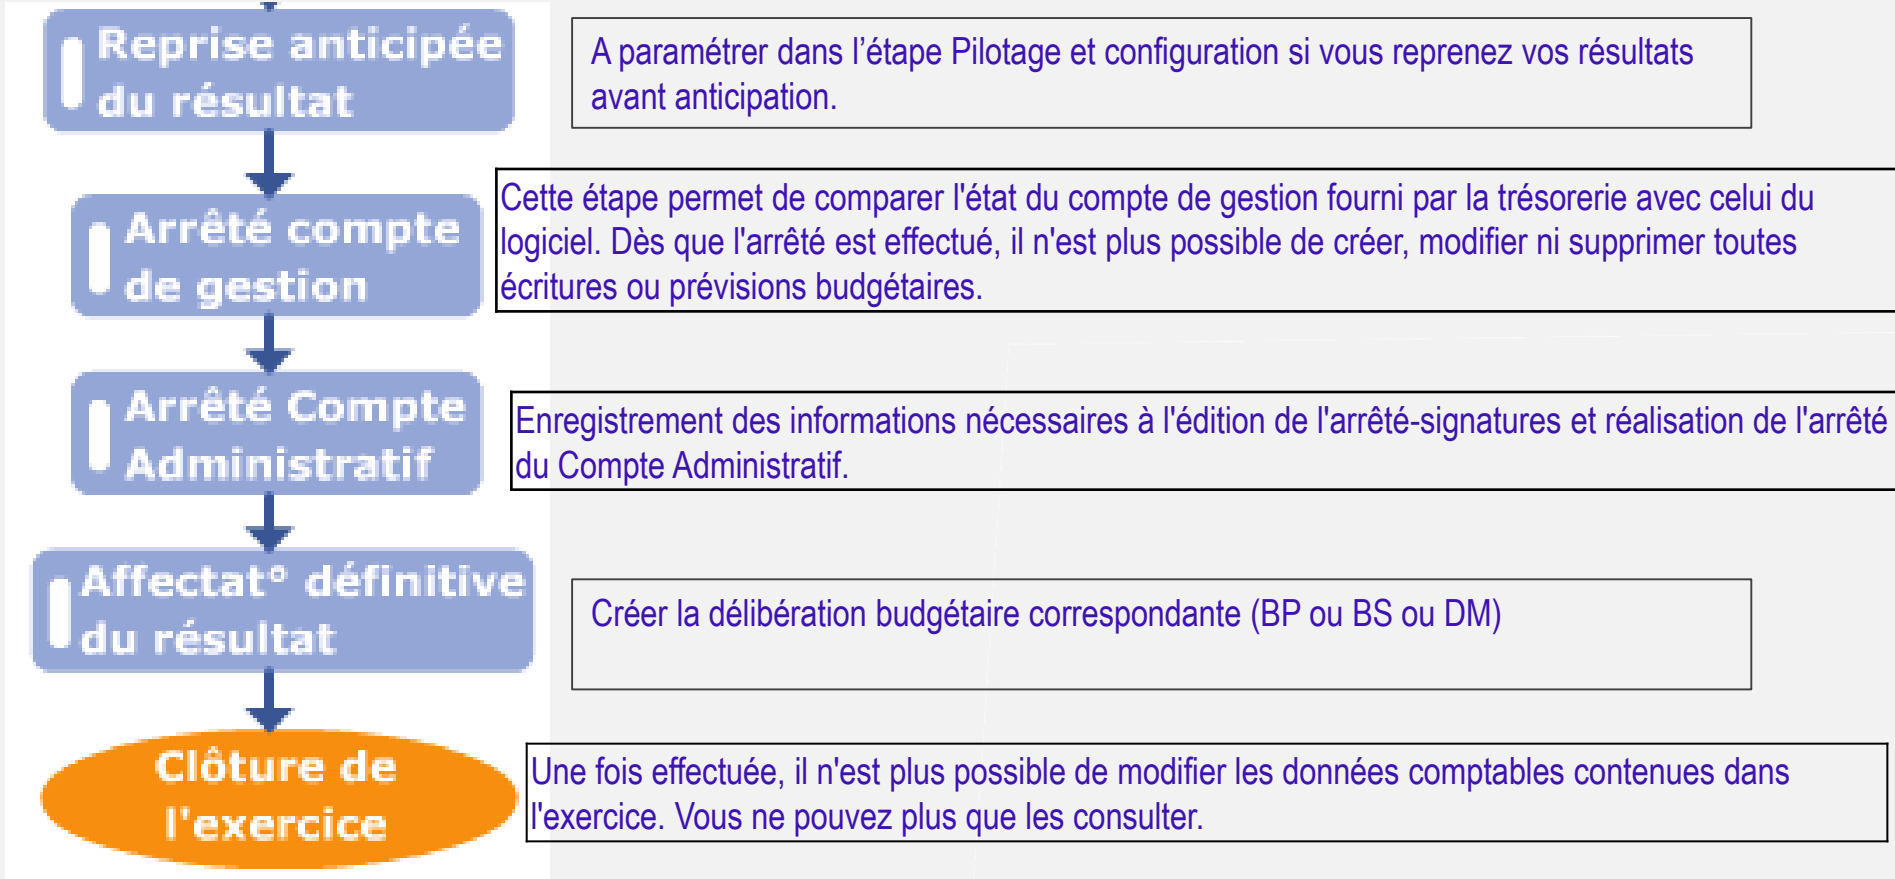 Reprise anticipée
du résultat
A paramétrer dans l’étape Pilotage et configuration si vous reprenez vos résultats
avant anticipation.
Arrêté compte
de gestion
Cette étape permet de comparer l'état du compte de gestion fourni par la trésorerie avec celui du
logiciel. Dès que l'arrêté est effectué, il n'est plus possible de créer, modifier ni supprimer toutes
écritures ou prévisions budgétaires.
Arrêté Compte
Administratif
Enregistrement des informations nécessaires à l'édition de l'arrêté-signatures et réalisation de l'arrêté
du Compte Administratif.
Affectat° définitive
du résultat
Créer la délibération budgétaire correspondante (BP ou BS ou DM)
Clôture de
l'exercice
Une fois effectuée, il n'est plus possible de modifier les données comptables contenues dans
l'exercice. Vous ne pouvez plus que les consulter.